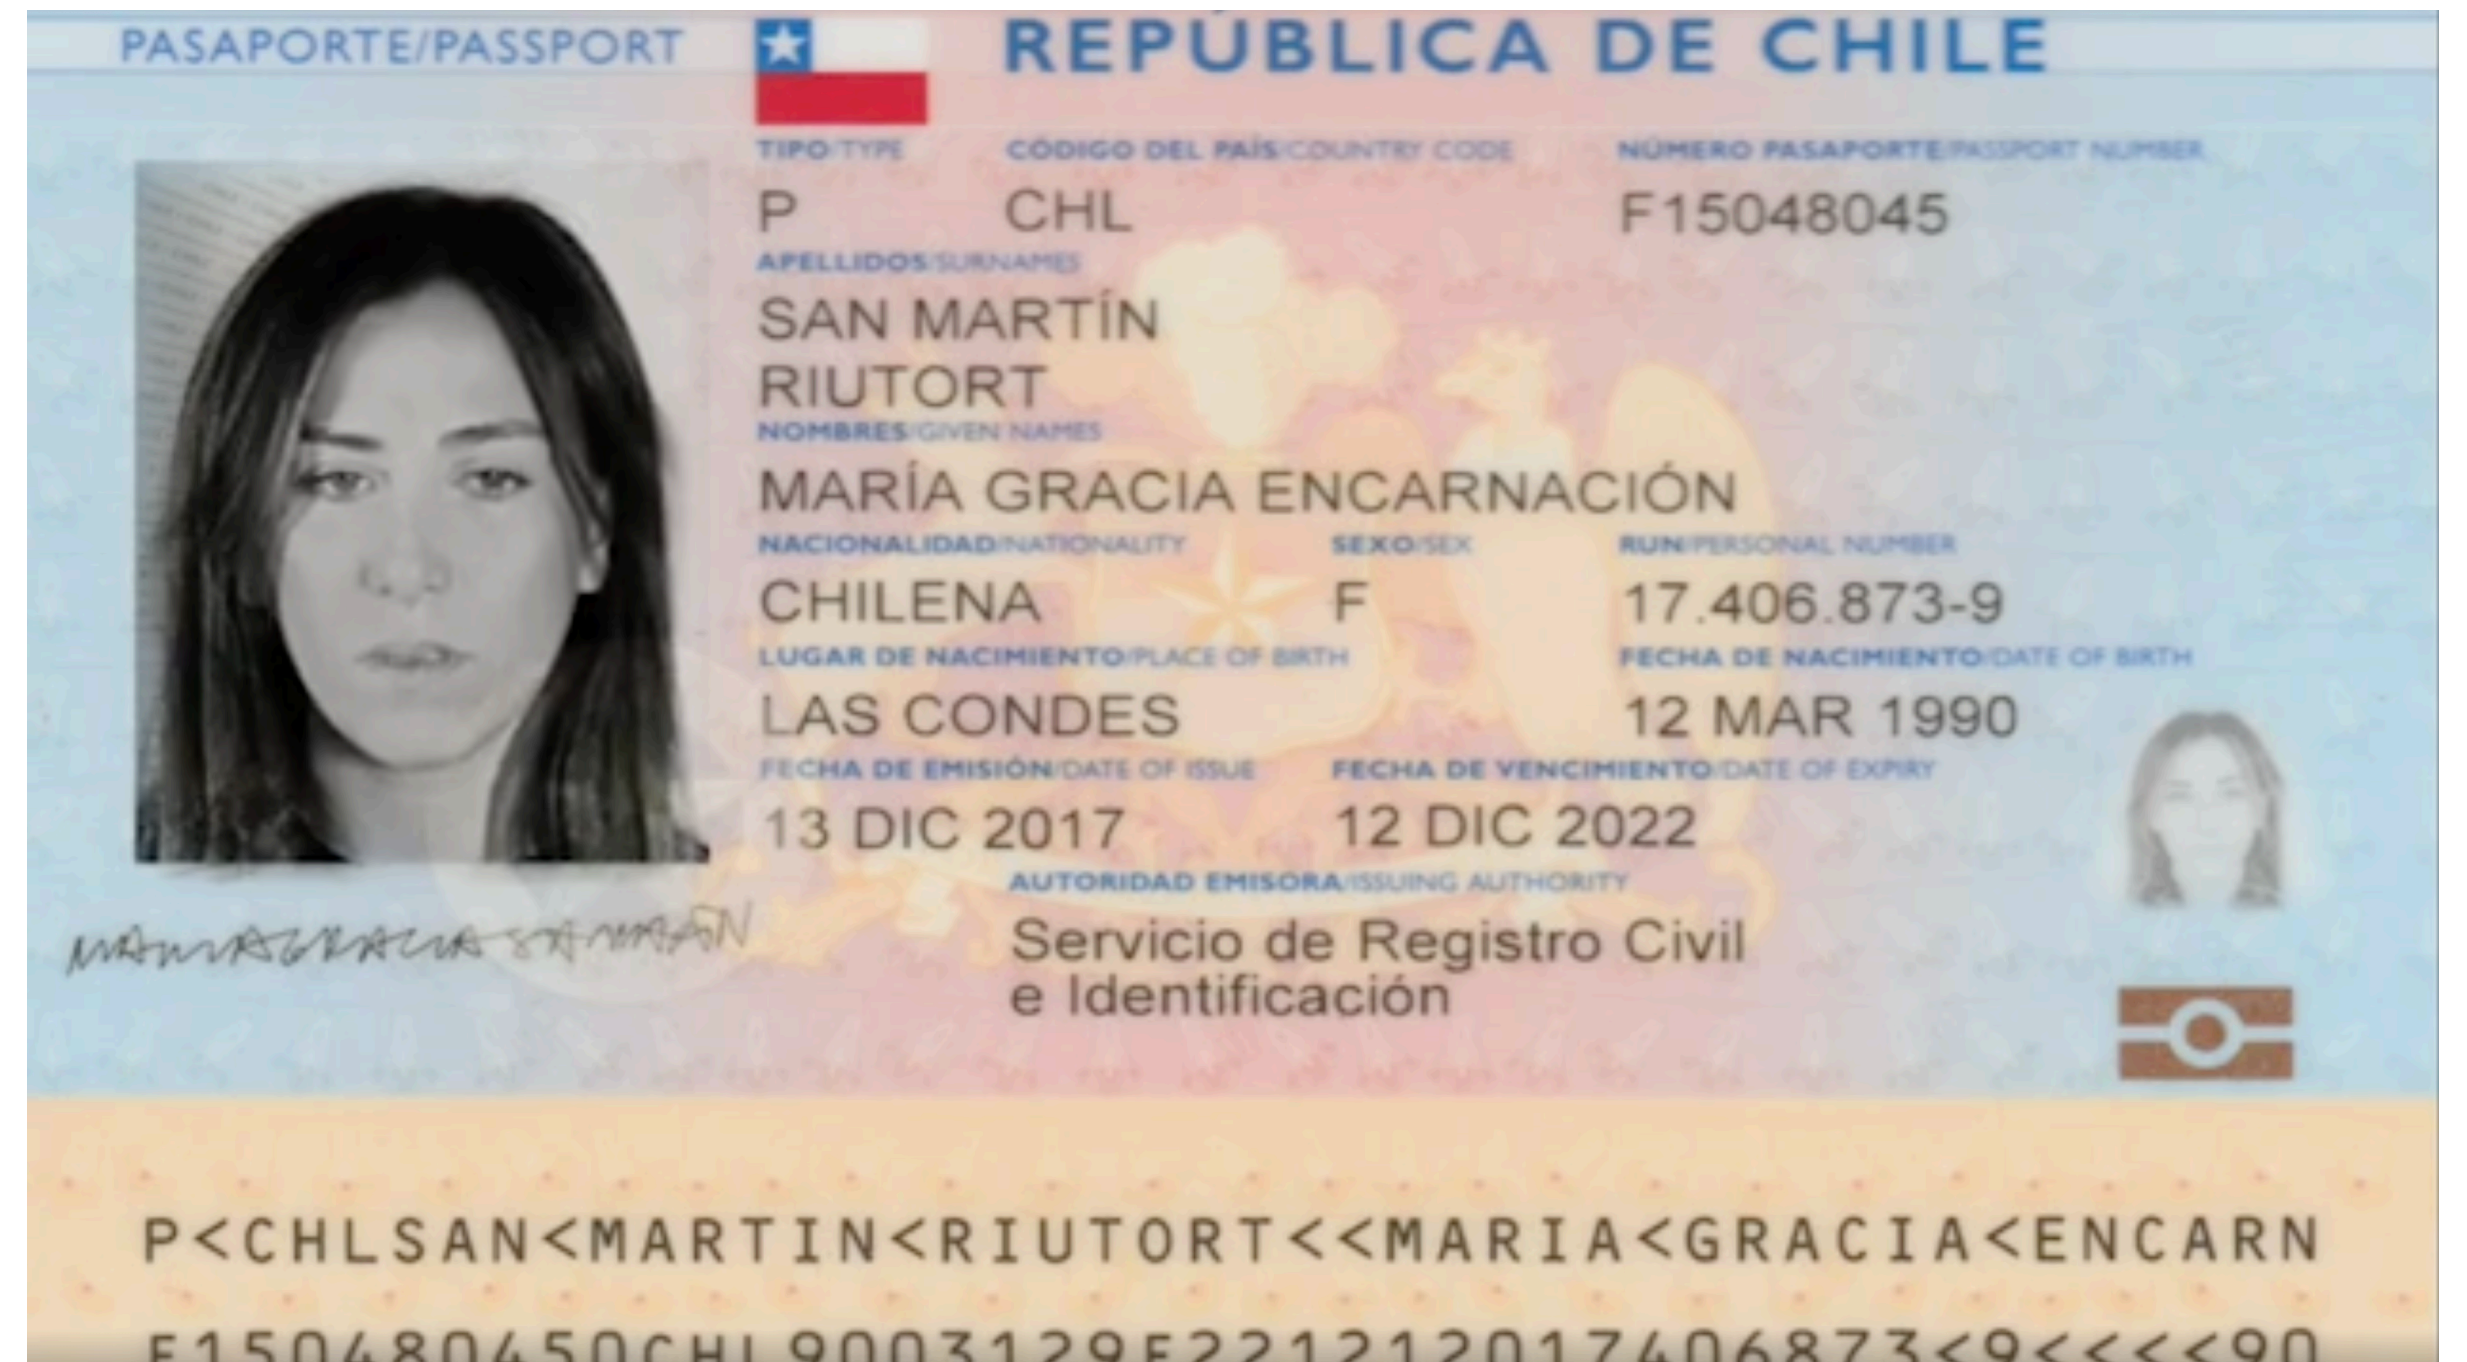 PASAPORTE/PASSPORT REPÚBLICA DE CHILE
TIPO/TYPE CÓDIGO DEL PAÍS/COUNTRY CODE NÚMERO PASAPORTE/PASSPORT NUMBER
P CHL F15048045
APELLIDOS/SURNAMES
SAN MARTÍN
RIUTORT
NOMBRES/GIVEN NAMES
MARÍA GRACIA ENCARNACIÓN
NACIONALIDAD/NATIONALITY SEXO/SEX RUN/PERSONAL NUMBER
CHILENA F 17.406.873-9
LUGAR DE NACIMIENTO/PLACE OF BIRTH FECHA DE NACIMIENTO/DATE OF BIRTH
LAS CONDES 12 MAR 1990
FECHA DE EMISIÓN/DATE OF ISSUE FECHA DE VENCIMIENTO/DATE OF EXPIRY
13 DIC 2017 12 DIC 2022
AUTORIDAD EMISORA/ISSUING AUTHORITY
Servicio de Registro Civil
e Identificación
P<CHLSAN<MARTIN<RIUTORT<<MARIA<GRACIA<ENCARN
F150480450CHL9003129F221212017406873<9<<<<90